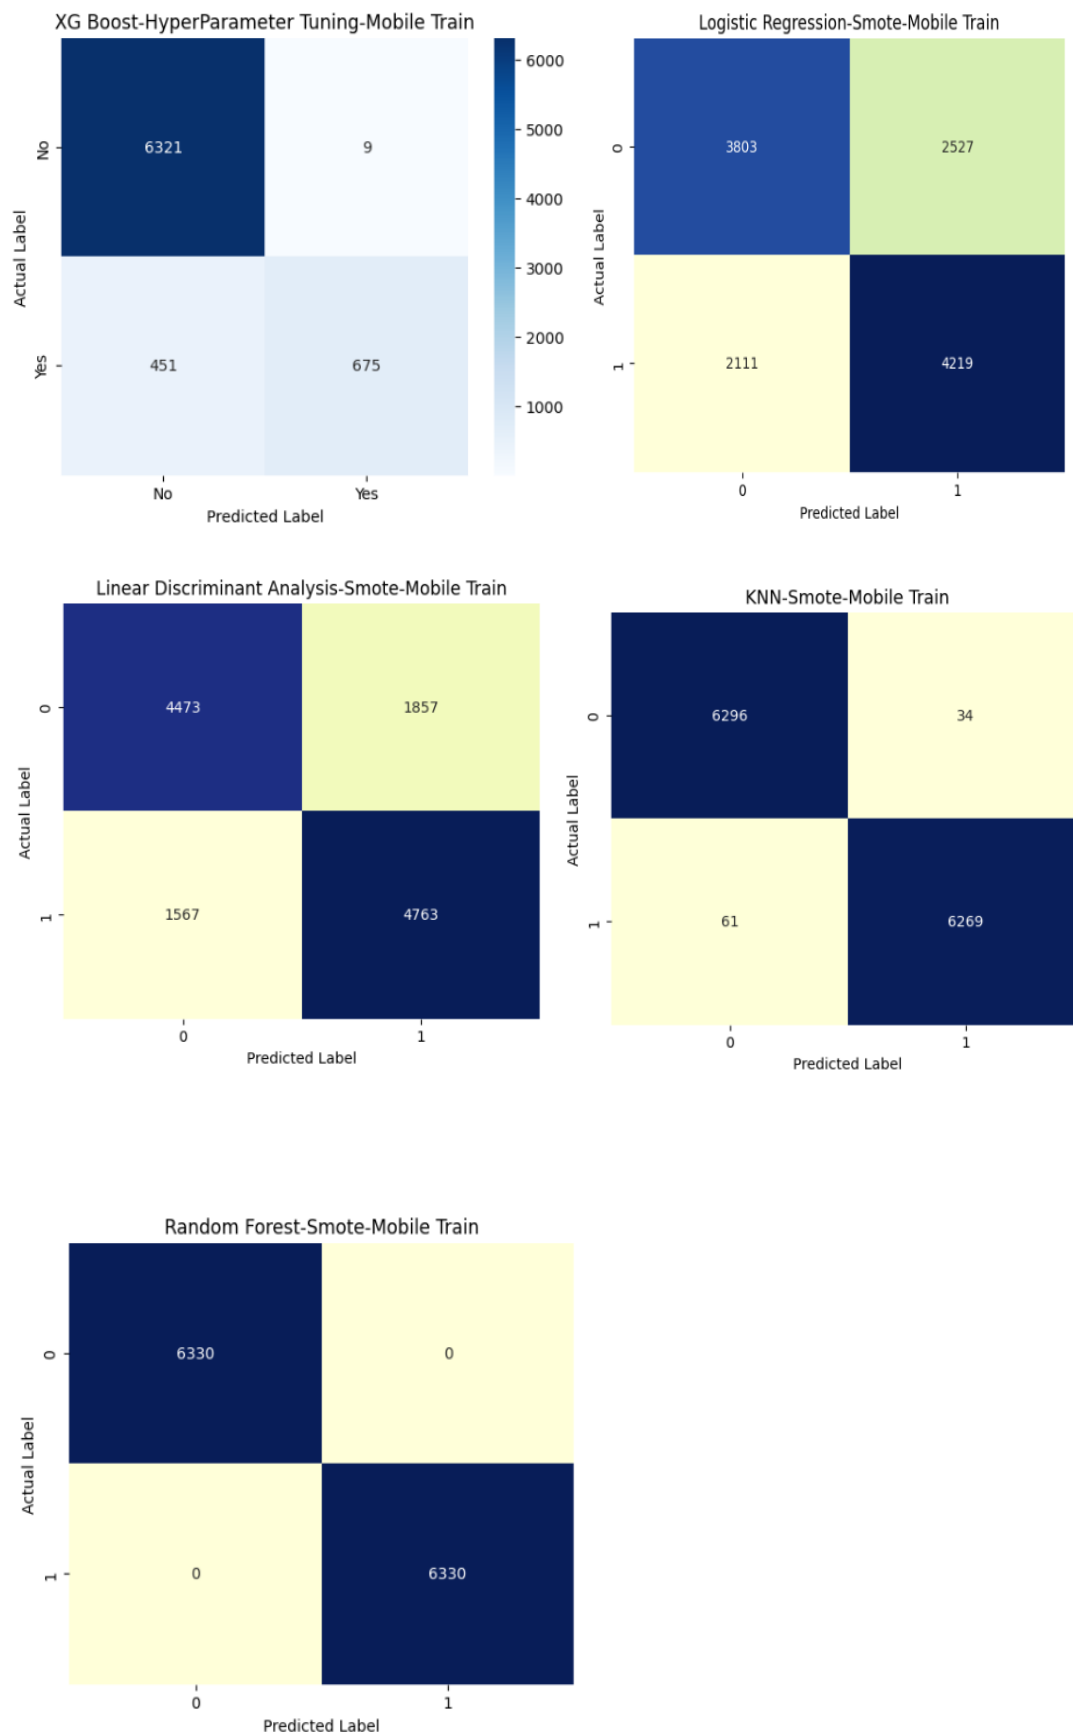 XG Boost-HyperParameter Tuning-Mobile Train
No
6321
9
Yes
451
675
Actual Label
No
Yes
Predicted Label
6000
5000
4000
3000
2000
1000
Logistic Regression-Smote-Mobile Train
0
3803
2527
1
2111
4219
Actual Label
0
1
Predicted Label
Linear Discriminant Analysis-Smote-Mobile Train
0
4473
1857
1
1567
4763
Actual Label
0
1
Predicted Label
KNN-Smote-Mobile Train
0
6296
34
1
61
6269
Actual Label
0
1
Predicted Label
Random Forest-Smote-Mobile Train
0
6330
0
1
0
6330
Actual Label
0
1
Predicted Label